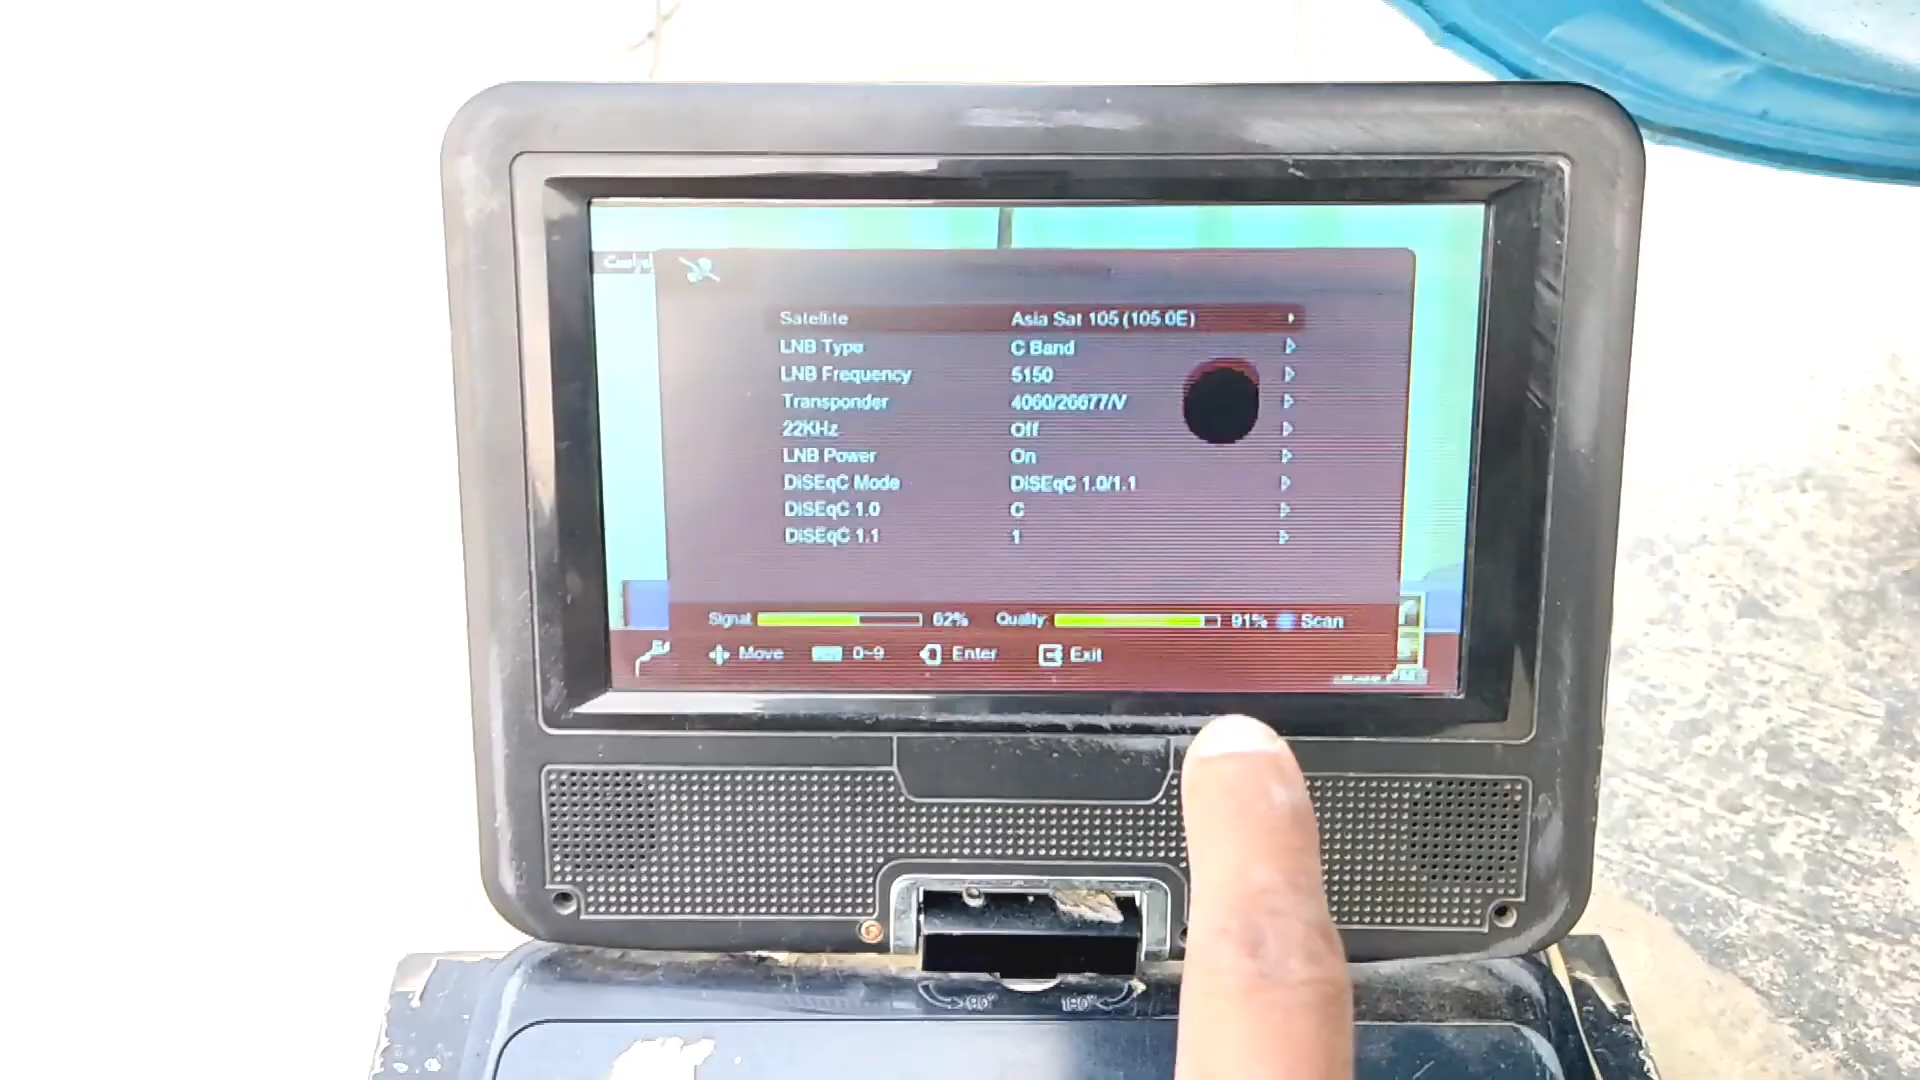 Satellite Asia Sat 105 (105.0E)
LNB Type C Band
LNB Frequency 5150
Transponder 4060/26677/V
22KHz Off
LNB Power On
DiSEqC Mode DiSEqC 1.0/1.1
DiSEqC 1.0 C
DiSEqC 1.1 1
Signal 62% Quality 91% Scan
Move 0~9 Enter Exit
90° 180°